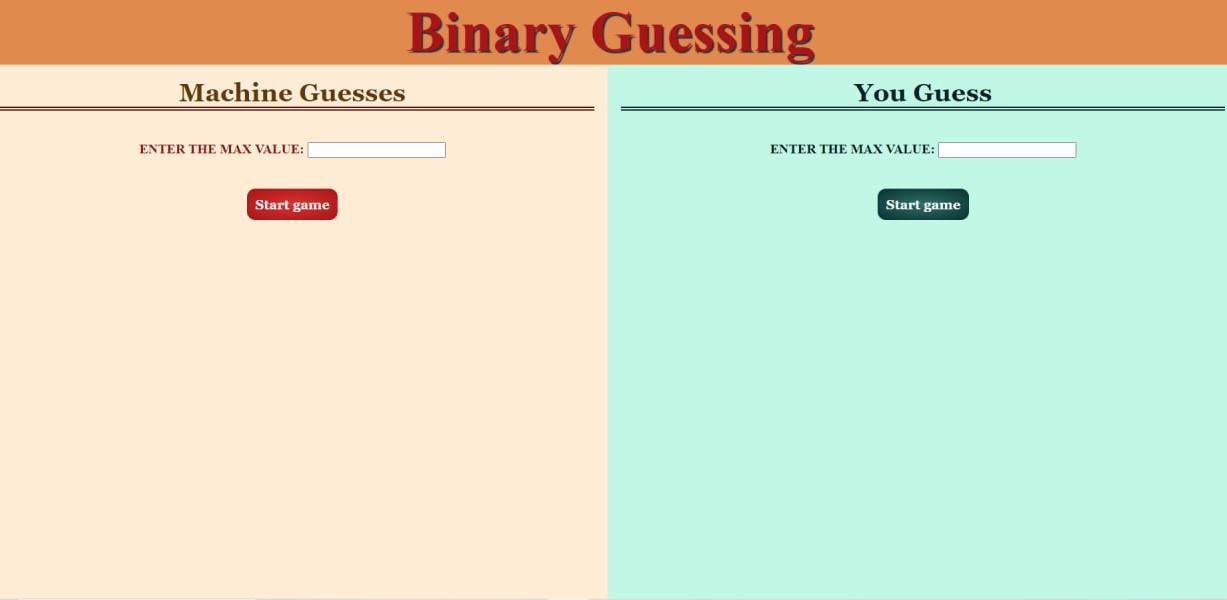 Binary Guessing
Machine Guesses
ENTER THE MAX VALUE:
Start game
You Guess
ENTER THE MAX VALUE:
Start game